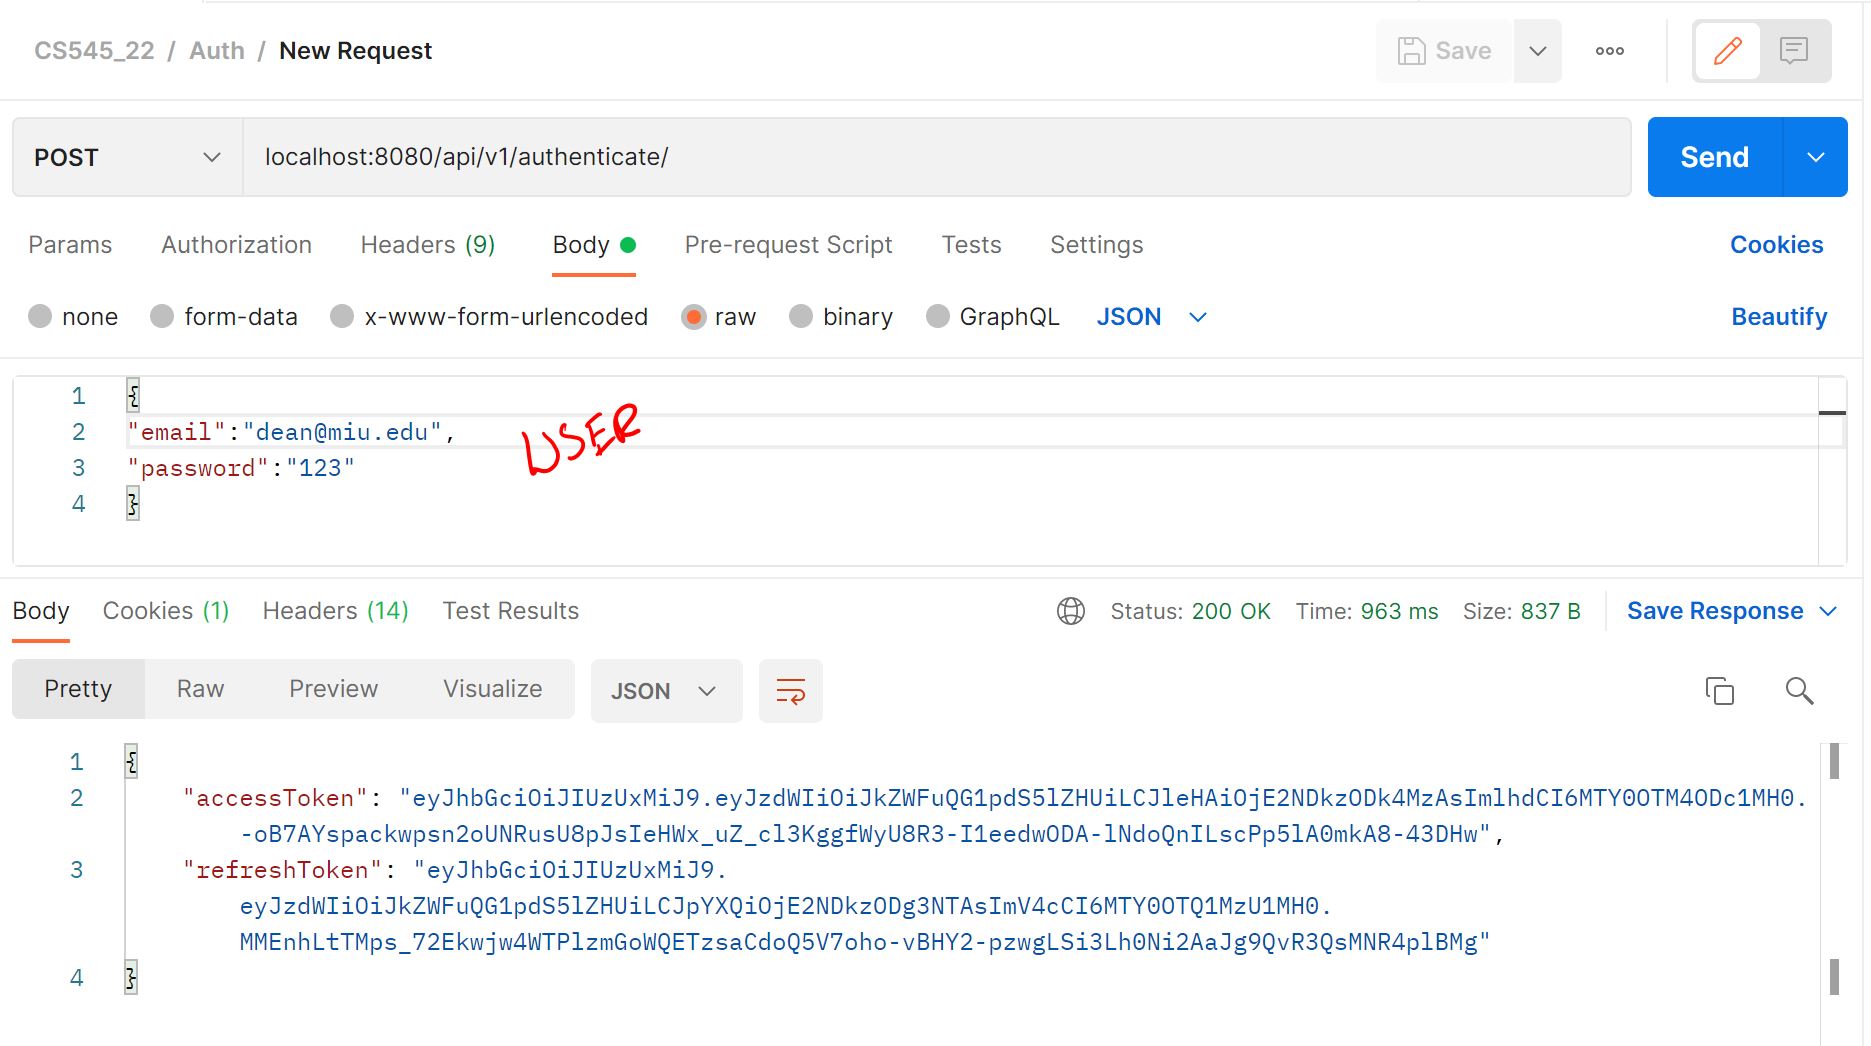 CS545_22 / Auth / New Request
Save
POST
localhost:8080/api/v1/authenticate/
Send
Params Authorization Headers (9) Body Pre-request Script Tests Settings Cookies
none form-data x-www-form-urlencoded raw binary GraphQL JSON Beautify
1 {
2 "email":"dean@miu.edu",
USER
3 "password":"123"
4 }
Body Cookies (1) Headers (14) Test Results Status: 200 OK Time: 963 ms Size: 837 B Save Response
Pretty Raw Preview Visualize JSON
1 {
2 "accessToken": "eyJhbGciOiJIUzUxMiJ9.eyJzdWIiOiJkZWFuQG1pdS5lZHUiLCJleHAiOjE2NDkzODk4MzAsImlhdCI6MTY0OTM4ODc1MH0.
-oB7AYspackwpsn2oUNRusU8pJsIeHWx_uZ_cl3KggfWyU8R3-I1eedwODA-lNdoQnILscPp5lA0mkA8-43DHw",
3 "refreshToken": "eyJhbGciOiJIUzUxMiJ9.
eyJzdWIiOiJkZWFuQG1pdS5lZHUiLCJpYXQiOjE2NDkzODg3NTAsImV4cCI6MTY0OTQ1MzU1MH0.
MMEnhLtTMps_72Ekwjw4WTPlzmGoWQETzsaCdoQ5V7oho-vBHY2-pzwgLSi3Lh0Ni2AaJg9QvR3QsMNR4plBMg"
4 }